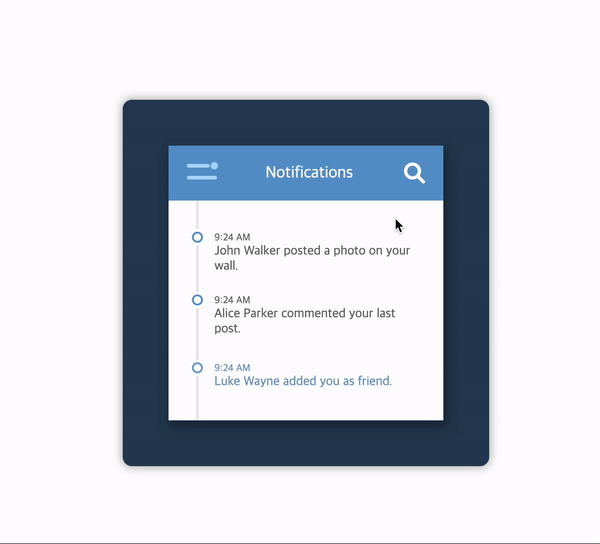 Notifications
9:24 AM
John Walker posted a photo on your
wall.
9:24 AM
Alice Parker commented your last
post.
9:24 AM
Luke Wayne added you as friend.